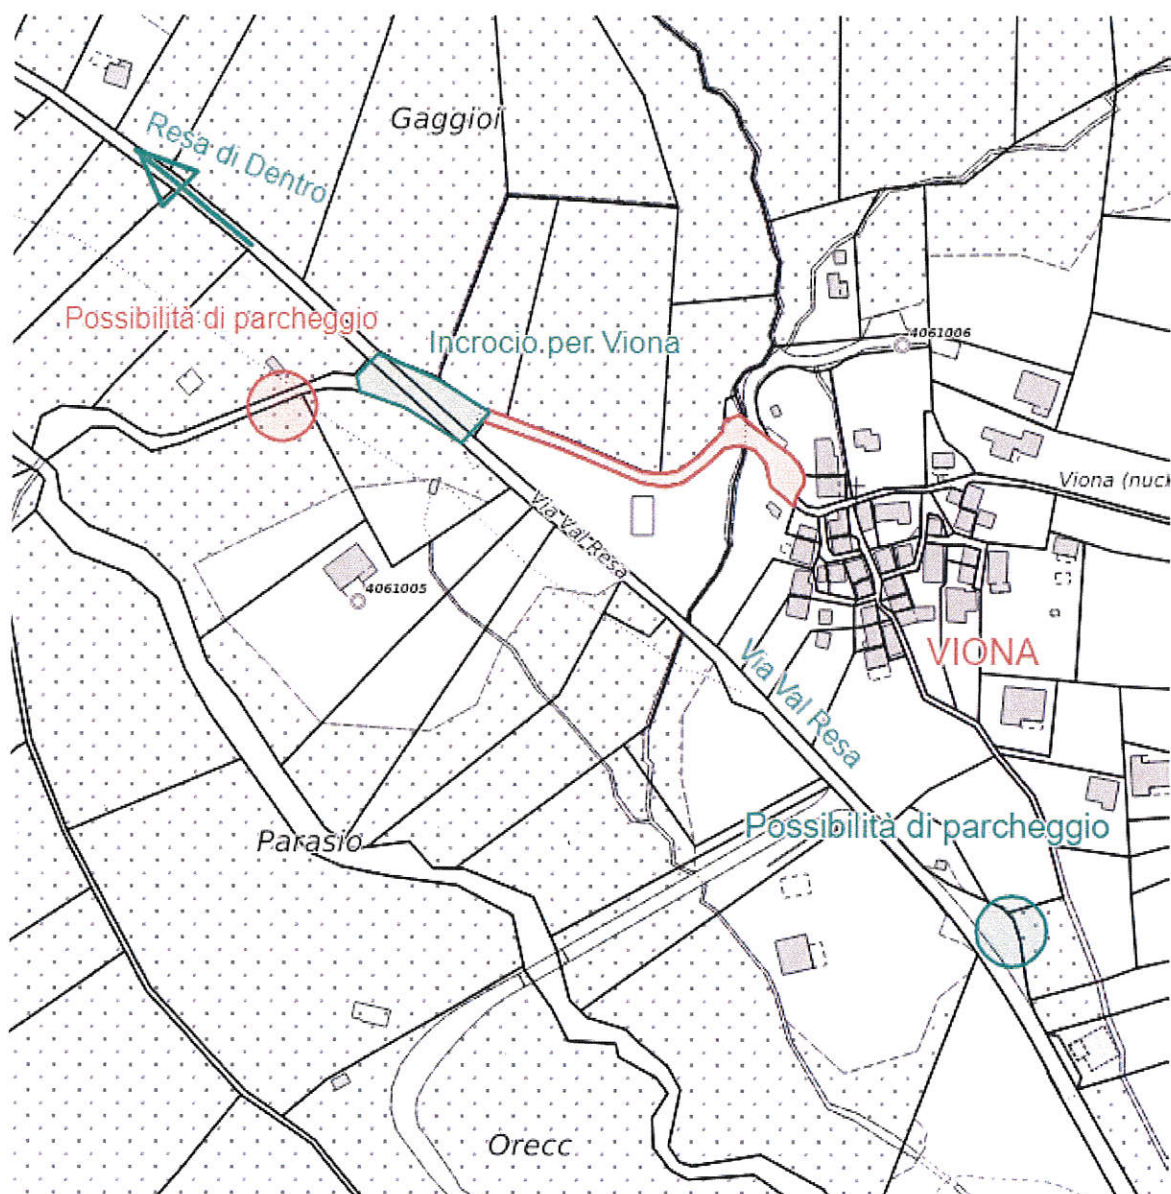 Gaggioi
Resa di Dentro
Possibilità di parcheggio
Incrocio per Viona
4061006
Viona (nucl
Via Val Resa
4061005
VIONA
Via Val Resa
Possibilità di parcheggio
Parasio
Orecc